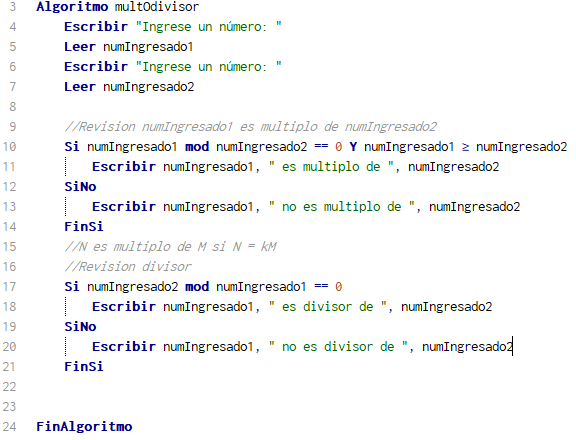 3 Algoritmo multOdivisor
4 Escribir "Ingrese un número: "
5 Leer numIngresado1
6 Escribir "Ingrese un número: "
7 Leer numIngresado2
8
9 //Revision numIngresado1 es multiplo de numIngresado2
10 Si numIngresado1 mod numIngresado2 == 0 Y numIngresado1 ≥ numIngresado2
11 Escribir numIngresado1, " es multiplo de ", numIngresado2
12 SiNo
13 Escribir numIngresado1, " no es multiplo de ", numIngresado2
14 FinSi
15 //N es multiplo de M si N = kM
16 //Revision divisor
17 Si numIngresado2 mod numIngresado1 == 0
18 Escribir numIngresado1, " es divisor de ", numIngresado2
19 SiNo
20 Escribir numIngresado1, " no es divisor de ", numIngresado2
21 FinSi
22
23
24 FinAlgoritmo